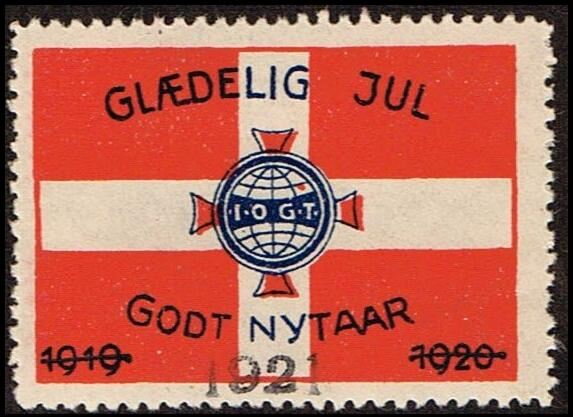 GLÆDELIG JUL
I·O·G·T·
GODT NYTAAR
1919 1920
1921